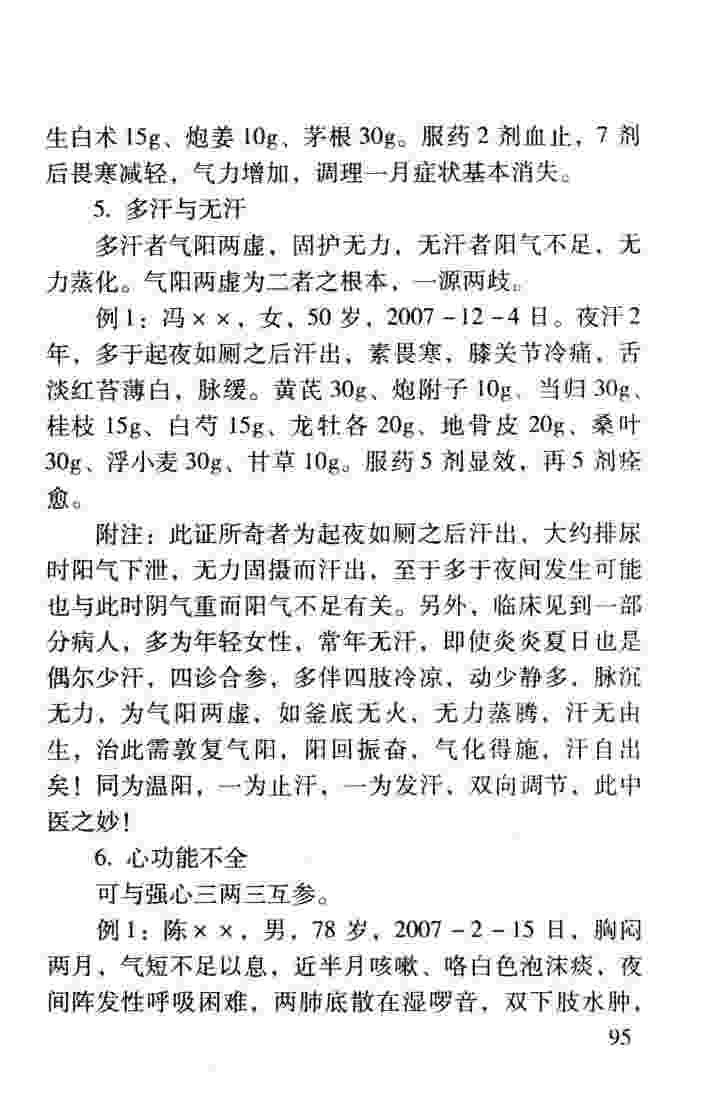 生白术 15g、炮姜 10g、茅根 30g。服药 2 剂血止，7 剂
后畏寒减轻，气力增加，调理一月症状基本消失。
5. 多汗与无汗
多汗者气阳两虚，固护无力，无汗者阳气不足，无
力蒸化。气阳两虚为二者之根本，一源两歧。
例 1：冯××，女，50 岁，2007－12－4 日。夜汗 2
年，多于起夜如厕之后汗出，素畏寒，膝关节冷痛，舌
淡红苔薄白，脉缓。黄芪 30g、炮附子 10g、当归 30g、
桂枝 15g、白芍 15g、龙牡各 20g、地骨皮 20g、桑叶
30g、浮小麦 30g、甘草 10g。服药 5 剂显效，再 5 剂痊
愈。
附注：此证所奇者为起夜如厕之后汗出，大约排尿
时阳气下泄，无力固摄而汗出，至于多于夜间发生可能
也与此时阴气重而阳气不足有关。另外，临床见到一部
分病人，多为年轻女性，常年无汗，即使炎炎夏日也是
偶尔少汗，四诊合参，多伴四肢冷凉，动少静多，脉沉
无力，为气阳两虚，如釜底无火，无力蒸腾，汗无由
生，治此需敦复气阳，阳回振奋，气化得施，汗自出
矣！同为温阳，一为止汗，一为发汗，双向调节，此中
医之妙！
6. 心功能不全
可与强心三两三互参。
例 1：陈××，男，78 岁，2007－2－15 日，胸闷
两月，气短不足以息，近半月咳嗽、咯白色泡沫痰，夜
间阵发性呼吸困难，两肺底散在湿啰音，双下肢水肿，
95